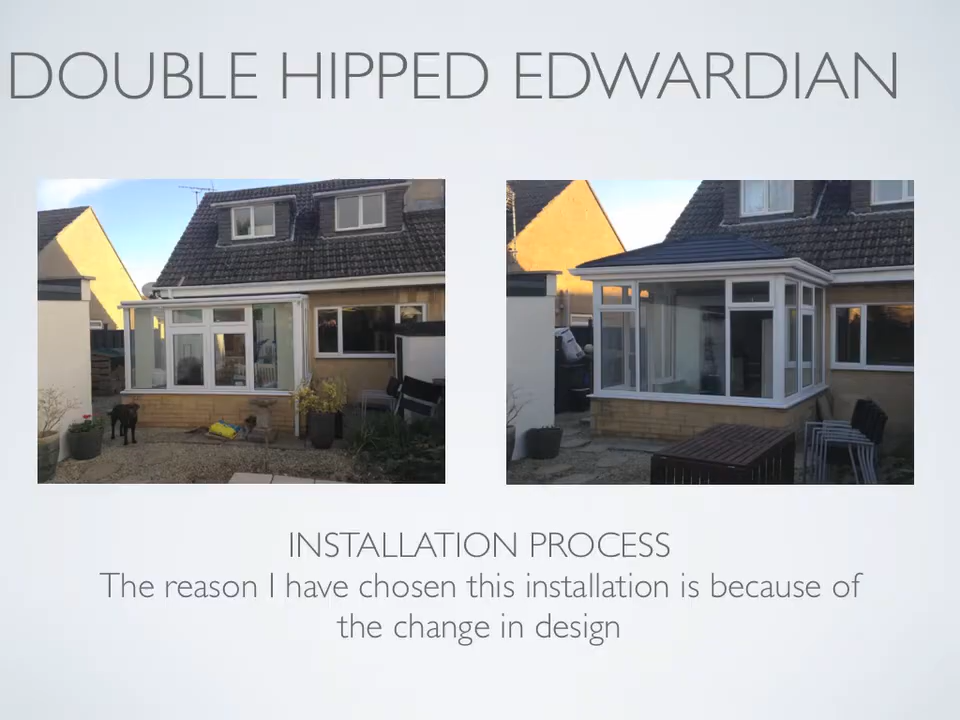 DOUBLE HIPPED EDWARDIAN
INSTALLATION PROCESS
The reason I have chosen this installation is because of
the change in design